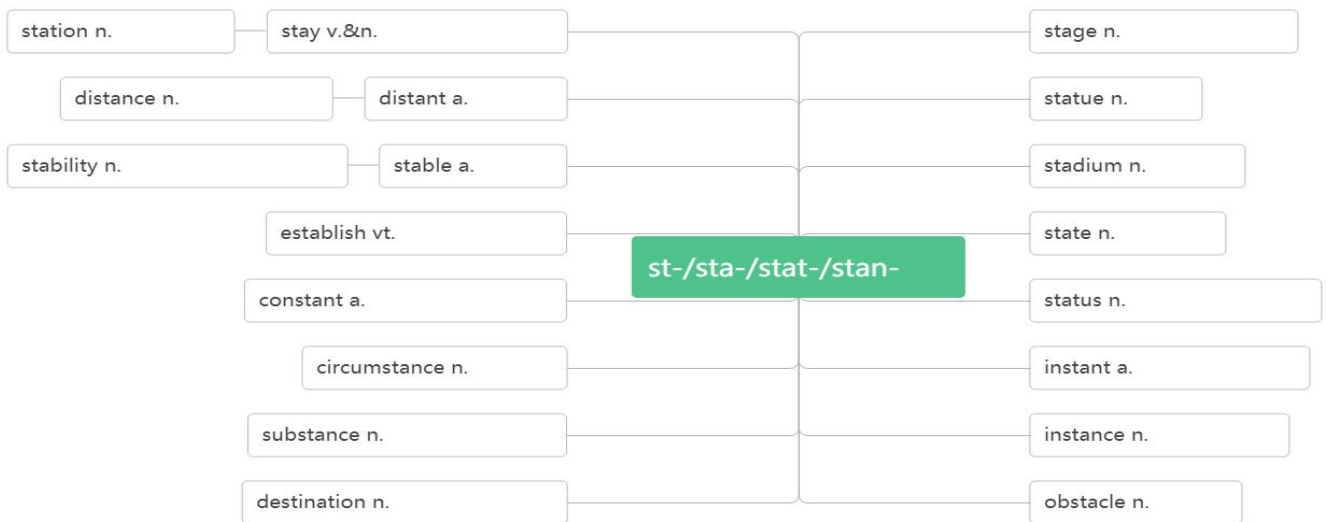 station n.
stay v.&n.
stage n.
distance n.
distant a.
statue n.
stability n.
stable a.
stadium n.
establish vt.
state n.
st-/sta-/stat-/stan-
constant a.
status n.
circumstance n.
instant a.
substance n.
instance n.
destination n.
obstacle n.